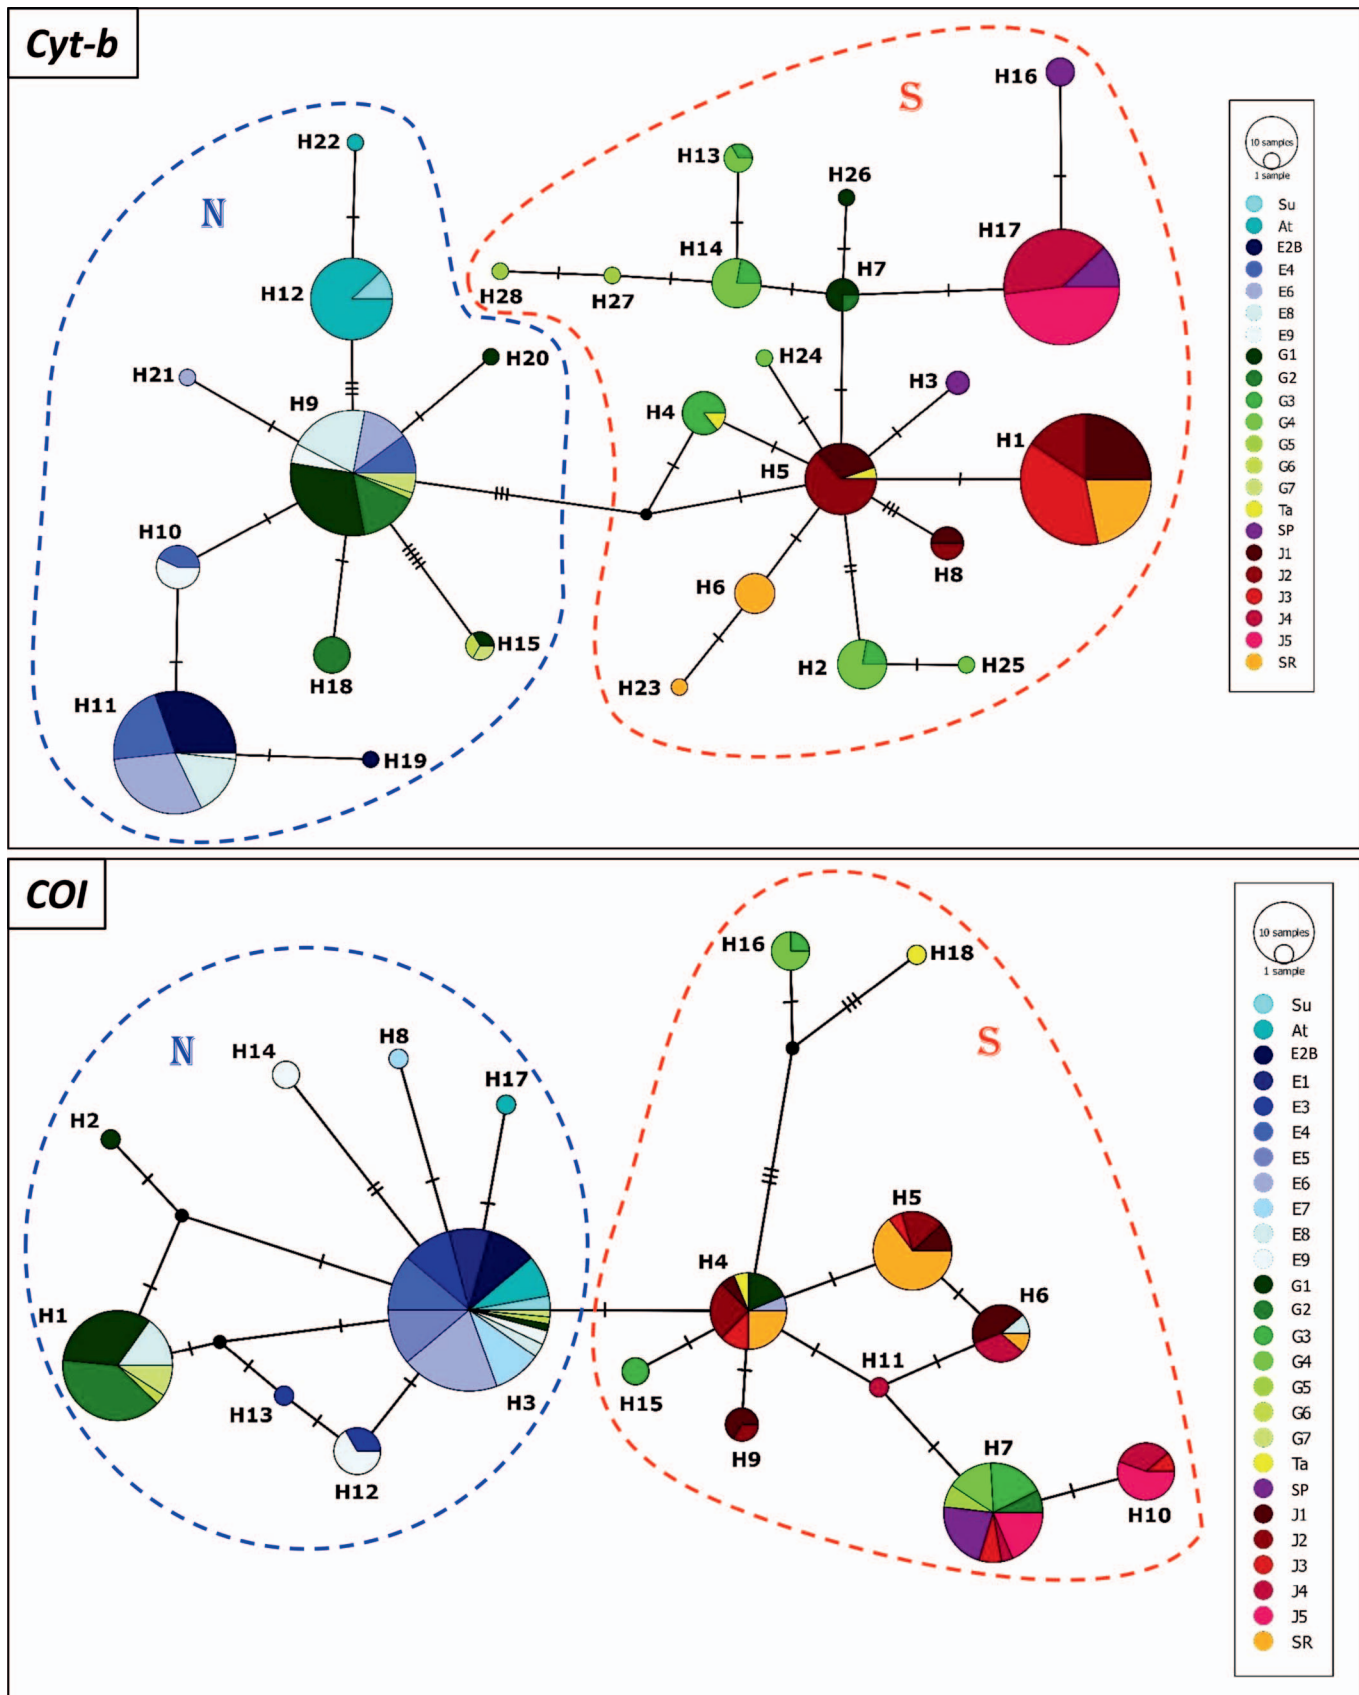 Cyt-b
N
S
H22
H12
H21
H9
H20
H10
H18
H15
H11
H19
H16
H13
H26
H14
H7
H17
H28
H27
H24
H3
H4
H5
H1
H8
H6
H23
H2
H25
10 samples
1 sample
Su
At
E2B
E4
E6
E8
E9
G1
G2
G3
G4
G5
G6
G7
Ta
SP
J1
J2
J3
J4
J5
SR
COI
N
S
H14
H8
H17
H2
H1
H3
H13
H12
H16
H18
H5
H4
H6
H11
H15
H9
H7
H10
10 samples
1 sample
Su
At
E2B
E1
E3
E4
E5
E6
E7
E8
E9
G1
G2
G3
G4
G5
G6
G7
Ta
SP
J1
J2
J3
J4
J5
SR